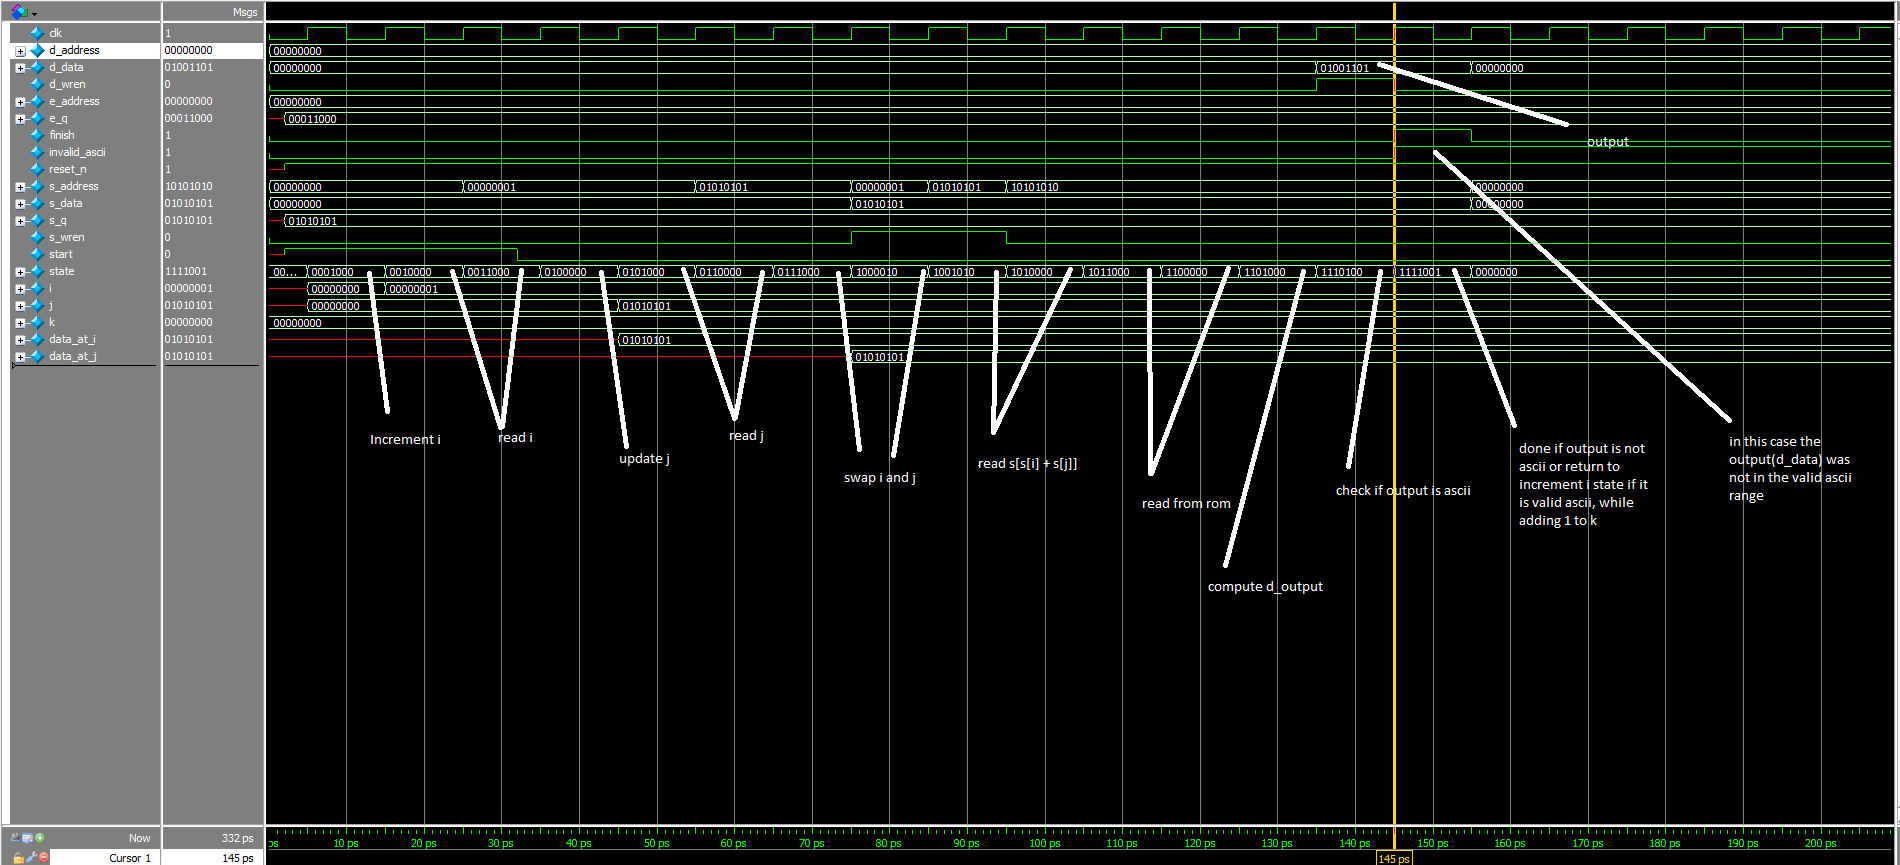 Msgs
clk 1
d_address 00000000 00000000
d_data 01001101 00000000 01001101 00000000
d_wren 0
e_address 00000000 00000000
e_q 00011000 00011000
finish 1
output
invalid_ascii 1
reset_n 1
s_address 10101010 00000000 00000001 01010101 00000001 01010101 10101010 00000000
s_data 01010101 00000000 01010101 00000000
s_q 01010101 01010101
s_wren 0
start 0
state 1111001 00... 0001000 0010000 0011000 0100000 0101000 0110000 0111000 1000010 1001010 1010000 1011000 1100000 1101000 1110100 1111001 0000000
i 00000001 00000000 00000001
j 01010101 00000000 01010101
k 00000000 00000000
data_at_i 01010101 01010101
data_at_j 01010101 01010101
Increment i
read i
update j
read j
swap i and j
read s[s[i] + s[j]]
read from rom
compute d_output
check if output is ascii
done if output is not
ascii or return to
increment i state if it
is valid ascii, while
adding 1 to k
in this case the
output(d_data) was
not in the valid ascii
range
Now 332 ps
ps 10 ps 20 ps 30 ps 40 ps 50 ps 60 ps 70 ps 80 ps 90 ps 100 ps 110 ps 120 ps 130 ps 140 ps 150 ps 160 ps 170 ps 180 ps 190 ps 200 ps
Cursor 1 145 ps
145 ps